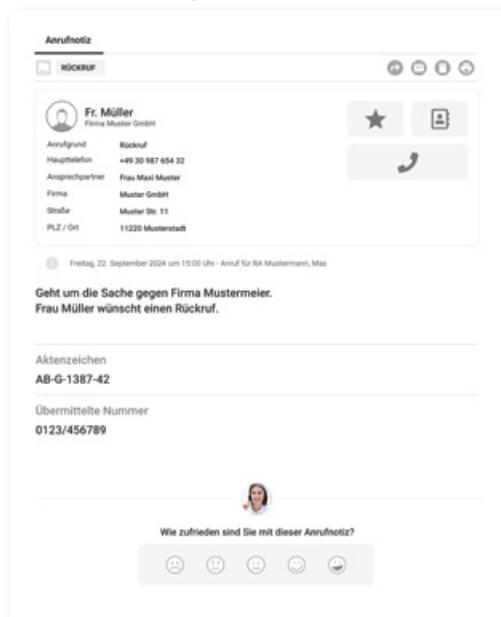 Anrufnotiz
RÜCKRUF
Fr. Müller
Firma Muster GmbH
Anrufgrund Rückruf
Haupttelefon +49 30 987 654 32
Ansprechpartner Frau Maxi Muster
Firma Muster GmbH
Straße Muster Str. 11
PLZ / Ort 11220 Musterstadt
Freitag, 22. September 2024 um 15:00 Uhr - Anruf für RA Mustermann, Max
Geht um die Sache gegen Firma Mustermeier.
Frau Müller wünscht einen Rückruf.
Aktenzeichen
AB-G-1387-42
Übermittelte Nummer
0123/456789
Wie zufrieden sind Sie mit dieser Anrufnotiz?